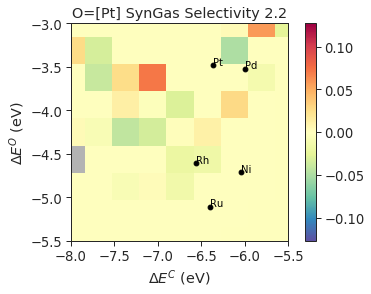 O=[Pt] SynGas Selectivity 2.2
−3.0
−3.5
−4.0
−4.5
−5.0
−5.5
ΔE^O (eV)
Pt
Pd
Rh
Ni
Ru
−8.0 −7.5 −7.0 −6.5 −6.0 −5.5
ΔE^C (eV)
0.10
0.05
0.00
−0.05
−0.10